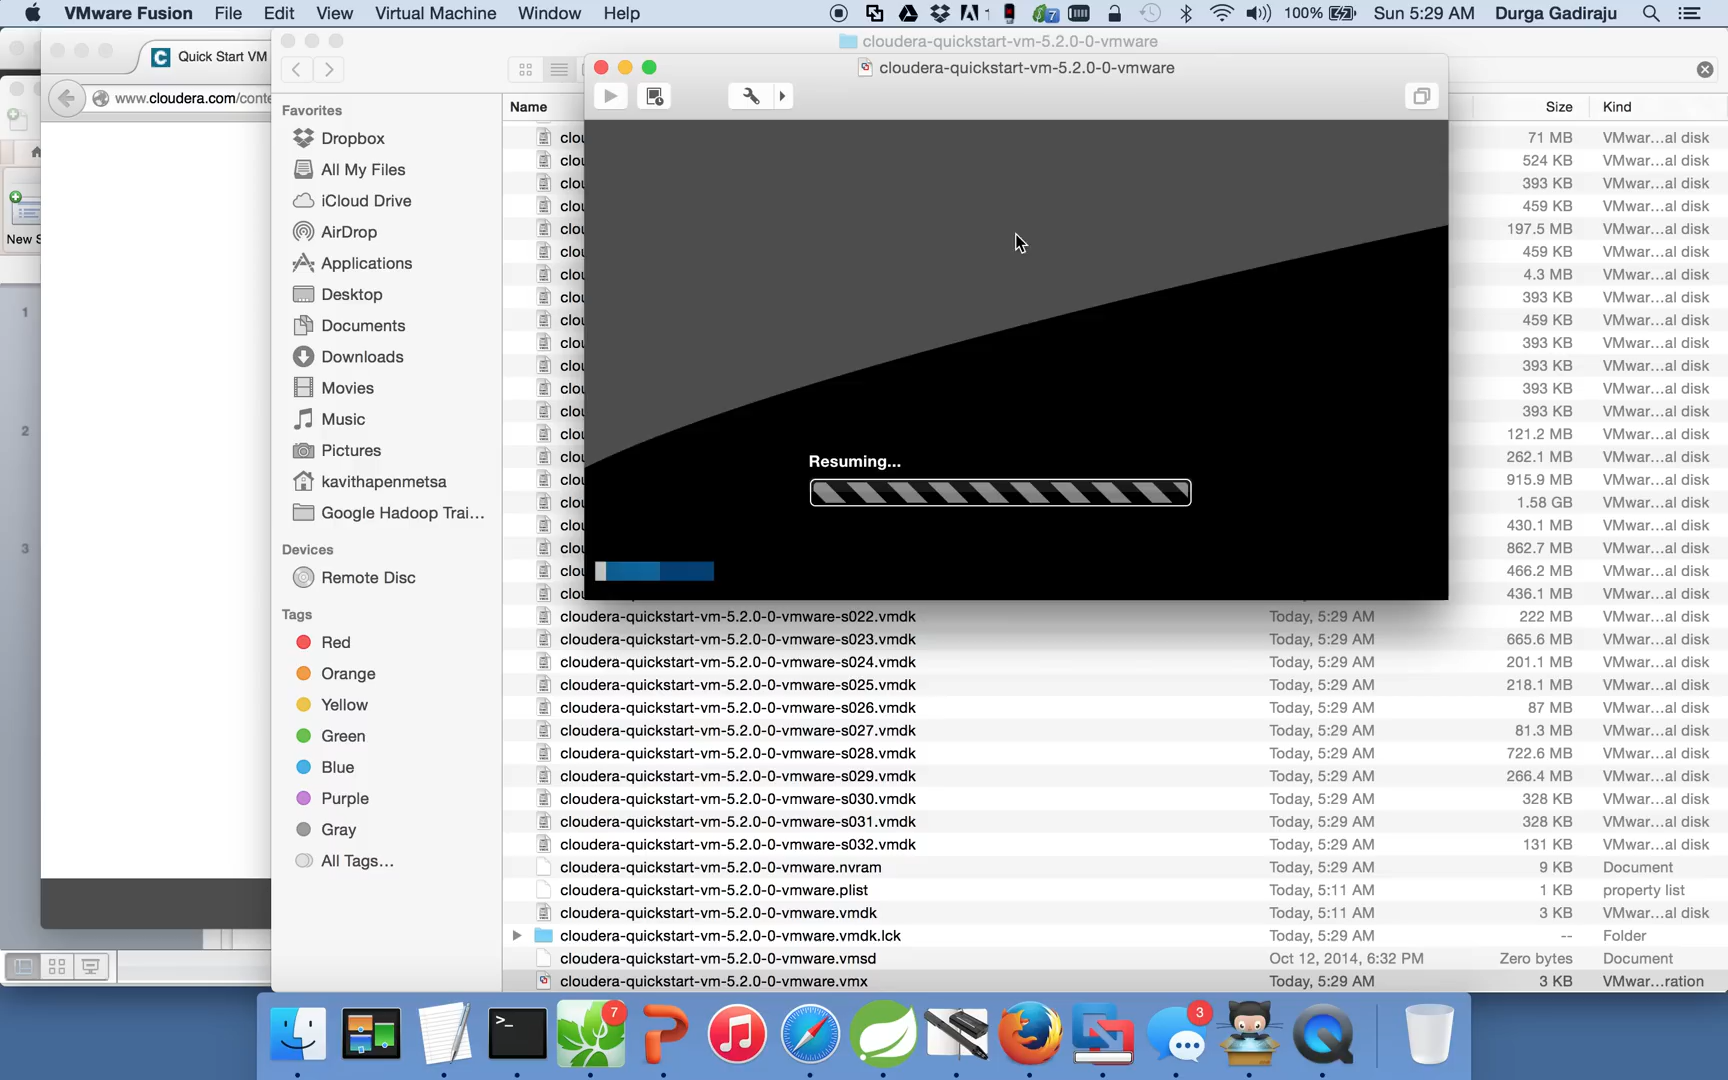 VMware Fusion File Edit View Virtual Machine Window Help 1 7 100% Sun 5:29 AM Durga Gadiraju
Quick Start VM
cloudera-quickstart-vm-5.2.0-0-vmware
www.cloudera.com/conte
cloudera-quickstart-vm-5.2.0-0-vmware
New S
1
2
3
Favorites
Dropbox
All My Files
iCloud Drive
AirDrop
Applications
Desktop
Documents
Downloads
Movies
Music
Pictures
kavithapenmetsa
Google Hadoop Trai...
Devices
Remote Disc
Tags
Red
Orange
Yellow
Green
Blue
Purple
Gray
All Tags...
Name Size Kind
clou 71 MB VMwar...al disk
clou 524 KB VMwar...al disk
clou 393 KB VMwar...al disk
clou 459 KB VMwar...al disk
clou 197.5 MB VMwar...al disk
clou 459 KB VMwar...al disk
clou 4.3 MB VMwar...al disk
clou 393 KB VMwar...al disk
clou 459 KB VMwar...al disk
clou 393 KB VMwar...al disk
clou 393 KB VMwar...al disk
clou 393 KB VMwar...al disk
clou 393 KB VMwar...al disk
clou 121.2 MB VMwar...al disk
clou 262.1 MB VMwar...al disk
clou 915.9 MB VMwar...al disk
clou 1.58 GB VMwar...al disk
clou 430.1 MB VMwar...al disk
clou 862.7 MB VMwar...al disk
clou 466.2 MB VMwar...al disk
clou 436.1 MB VMwar...al disk
Resuming...
cloudera-quickstart-vm-5.2.0-0-vmware-s022.vmdk Today, 5:29 AM 222 MB VMwar...al disk
cloudera-quickstart-vm-5.2.0-0-vmware-s023.vmdk Today, 5:29 AM 665.6 MB VMwar...al disk
cloudera-quickstart-vm-5.2.0-0-vmware-s024.vmdk Today, 5:29 AM 201.1 MB VMwar...al disk
cloudera-quickstart-vm-5.2.0-0-vmware-s025.vmdk Today, 5:29 AM 218.1 MB VMwar...al disk
cloudera-quickstart-vm-5.2.0-0-vmware-s026.vmdk Today, 5:29 AM 87 MB VMwar...al disk
cloudera-quickstart-vm-5.2.0-0-vmware-s027.vmdk Today, 5:29 AM 81.3 MB VMwar...al disk
cloudera-quickstart-vm-5.2.0-0-vmware-s028.vmdk Today, 5:29 AM 722.6 MB VMwar...al disk
cloudera-quickstart-vm-5.2.0-0-vmware-s029.vmdk Today, 5:29 AM 266.4 MB VMwar...al disk
cloudera-quickstart-vm-5.2.0-0-vmware-s030.vmdk Today, 5:29 AM 328 KB VMwar...al disk
cloudera-quickstart-vm-5.2.0-0-vmware-s031.vmdk Today, 5:29 AM 328 KB VMwar...al disk
cloudera-quickstart-vm-5.2.0-0-vmware-s032.vmdk Today, 5:29 AM 131 KB VMwar...al disk
cloudera-quickstart-vm-5.2.0-0-vmware.nvram Today, 5:29 AM 9 KB Document
cloudera-quickstart-vm-5.2.0-0-vmware.plist Today, 5:11 AM 1 KB property list
cloudera-quickstart-vm-5.2.0-0-vmware.vmdk Today, 5:11 AM 3 KB VMwar...al disk
cloudera-quickstart-vm-5.2.0-0-vmware.vmdk.lck Today, 5:29 AM -- Folder
cloudera-quickstart-vm-5.2.0-0-vmware.vmsd Oct 12, 2014, 6:32 PM Zero bytes Document
cloudera-quickstart-vm-5.2.0-0-vmware.vmx Today, 5:29 AM 3 KB VMwar...ration
7
3